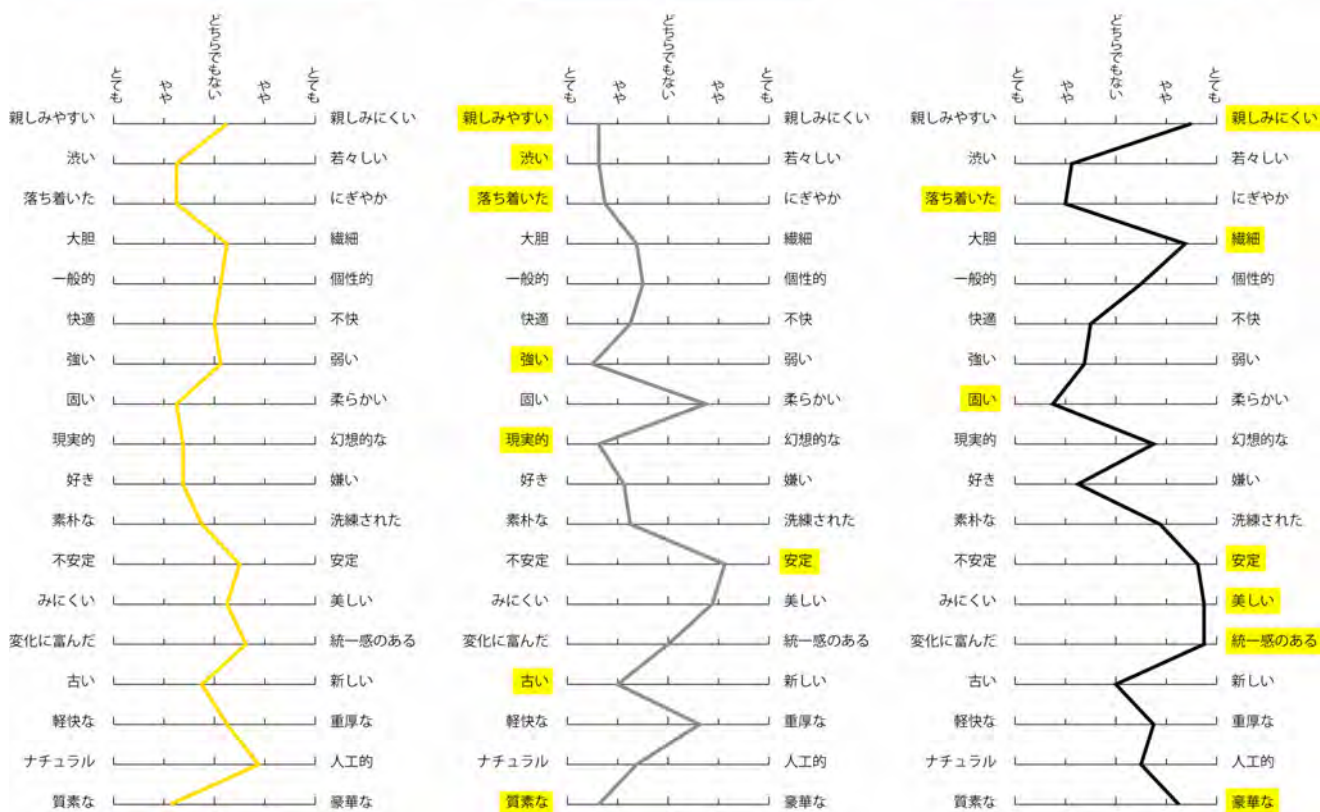 とても やや どちらでもない やや とても
親しみやすい 親しみにくい
渋い 若々しい
落ち着いた にぎやか
大胆 繊細
一般的 個性的
快適 不快
強い 弱い
固い 柔らかい
現実的 幻想的な
好き 嫌い
素朴な 洗練された
不安定 安定
みにくい 美しい
変化に富んだ 統一感のある
古い 新しい
軽快な 重厚な
ナチュラル 人工的
質素な 豪華な
とても やや どちらでもない やや とても
親しみやすい 親しみにくい
渋い 若々しい
落ち着いた にぎやか
大胆 繊細
一般的 個性的
快適 不快
強い 弱い
固い 柔らかい
現実的 幻想的な
好き 嫌い
素朴な 洗練された
不安定 安定
みにくい 美しい
変化に富んだ 統一感のある
古い 新しい
軽快な 重厚な
ナチュラル 人工的
質素な 豪華な
とても やや どちらでもない やや とても
親しみやすい 親しみにくい
渋い 若々しい
落ち着いた にぎやか
大胆 繊細
一般的 個性的
快適 不快
強い 弱い
固い 柔らかい
現実的 幻想的な
好き 嫌い
素朴な 洗練された
不安定 安定
みにくい 美しい
変化に富んだ 統一感のある
古い 新しい
軽快な 重厚な
ナチュラル 人工的
質素な 豪華な